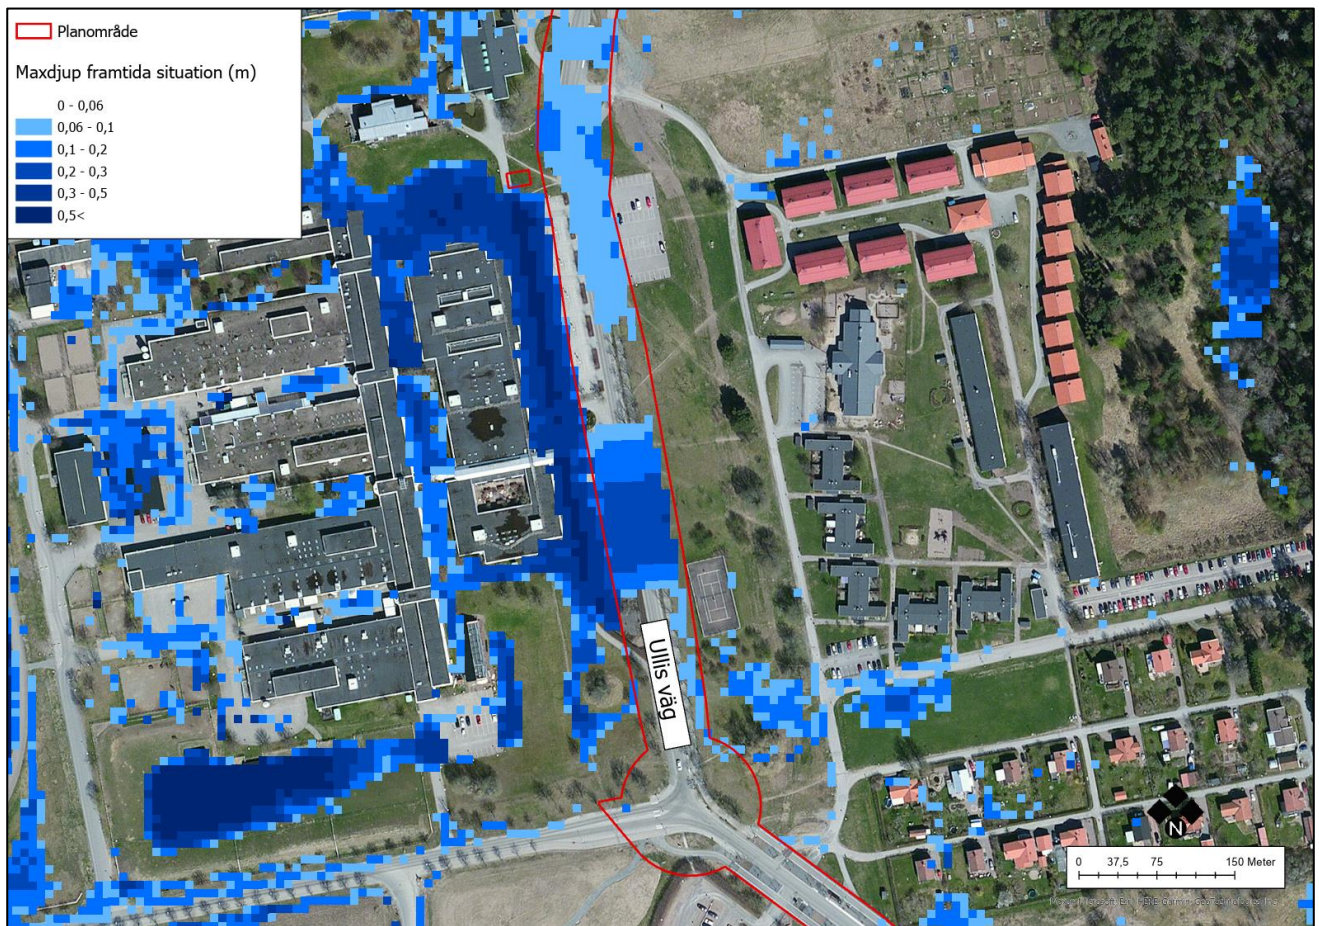 Planområde
Maxdjup framtida situation (m)
0 - 0,06
0,06 - 0,1
0,1 - 0,2
0,2 - 0,3
0,3 - 0,5
0,5<
Ullis väg
N
0 37,5 75 150 Meter